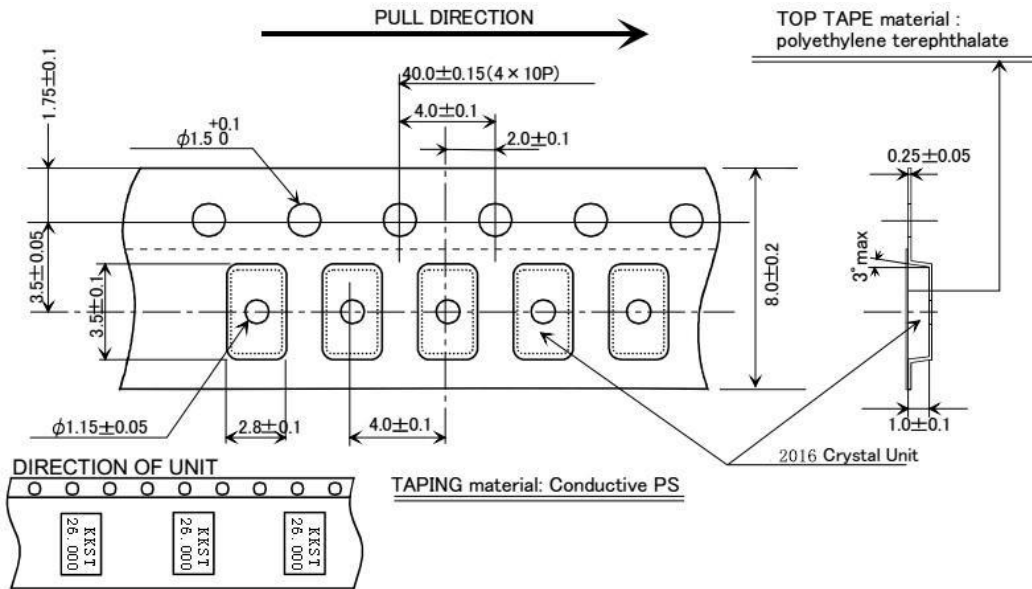 PULL DIRECTION
TOP TAPE material :
polyethylene terephthalate
1.75±0.1
40.0±0.15(4×10P)
4.0±0.1
+0.1
φ1.5 0
2.0±0.1
0.25±0.05
3.5±0.05
3.5±0.1
8.0±0.2
3°max
φ1.15±0.05
2.8±0.1
4.0±0.1
1.0±0.1
2016 Crystal Unit
DIRECTION OF UNIT
TAPING material: Conductive PS
KKST
26.000
KKST
26.000
KKST
26.000